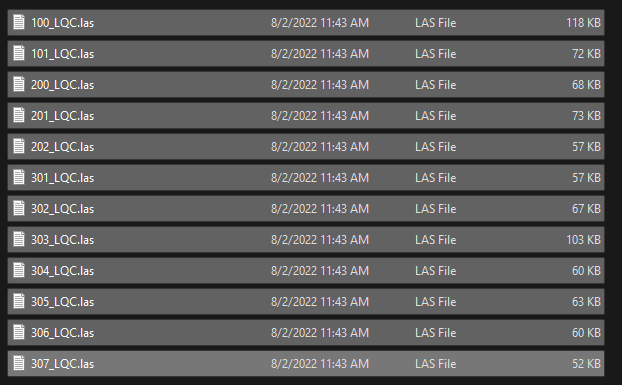 100_LQC.las 8/2/2022 11:43 AM LAS File 118 KB
101_LQC.las 8/2/2022 11:43 AM LAS File 72 KB
200_LQC.las 8/2/2022 11:43 AM LAS File 68 KB
201_LQC.las 8/2/2022 11:43 AM LAS File 73 KB
202_LQC.las 8/2/2022 11:43 AM LAS File 57 KB
301_LQC.las 8/2/2022 11:43 AM LAS File 57 KB
302_LQC.las 8/2/2022 11:43 AM LAS File 67 KB
303_LQC.las 8/2/2022 11:43 AM LAS File 103 KB
304_LQC.las 8/2/2022 11:43 AM LAS File 60 KB
305_LQC.las 8/2/2022 11:43 AM LAS File 63 KB
306_LQC.las 8/2/2022 11:43 AM LAS File 60 KB
307_LQC.las 8/2/2022 11:43 AM LAS File 52 KB